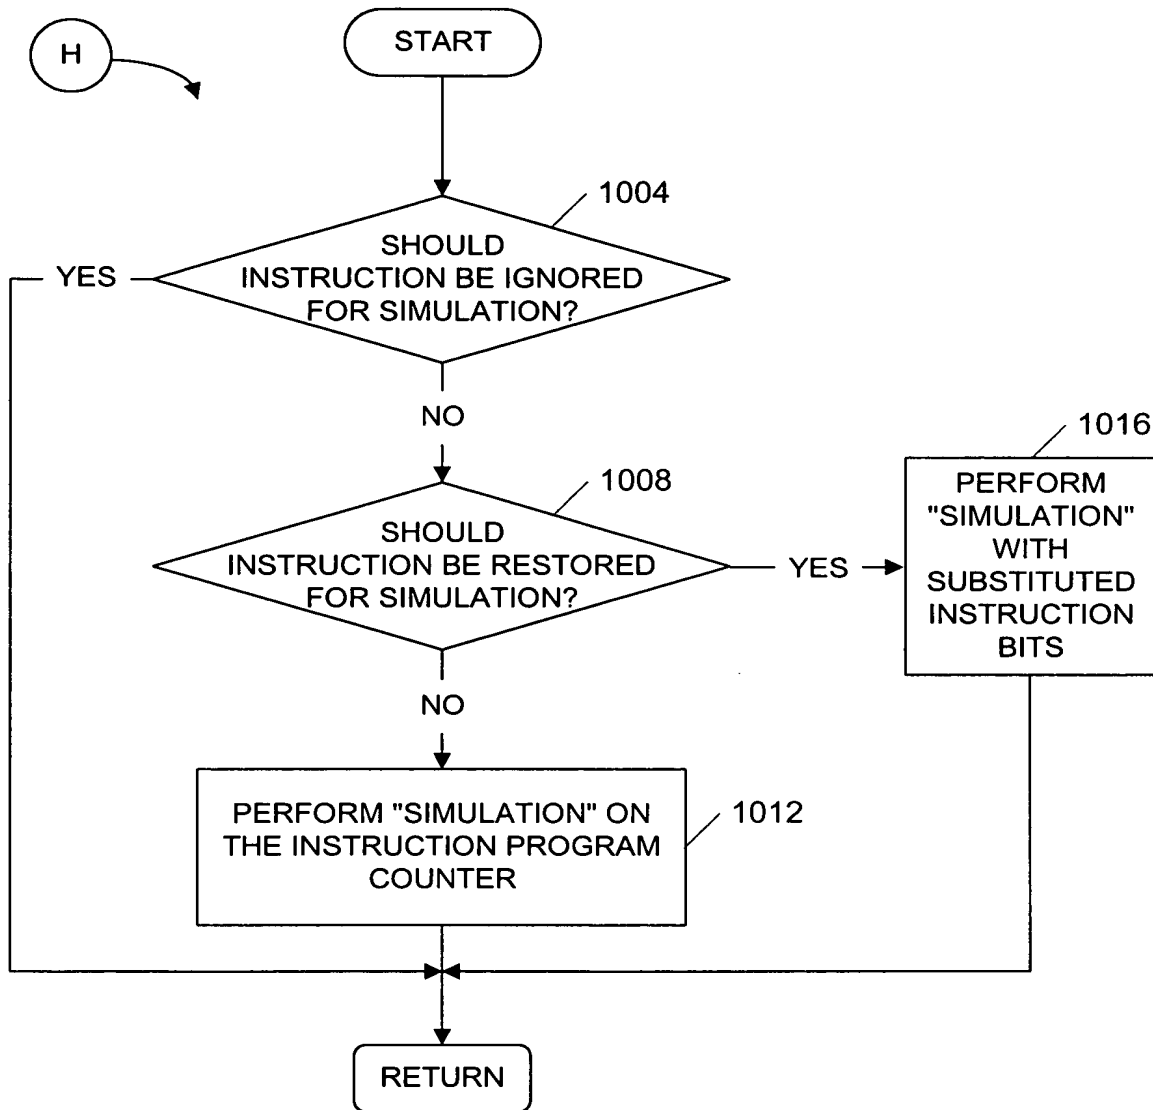 H
START
1004
SHOULD
INSTRUCTION BE IGNORED
FOR SIMULATION?
YES
NO
1008
SHOULD
INSTRUCTION BE RESTORED
FOR SIMULATION?
YES
1016
PERFORM
"SIMULATION"
WITH
SUBSTITUTED
INSTRUCTION
BITS
NO
1012
PERFORM "SIMULATION" ON
THE INSTRUCTION PROGRAM
COUNTER
RETURN